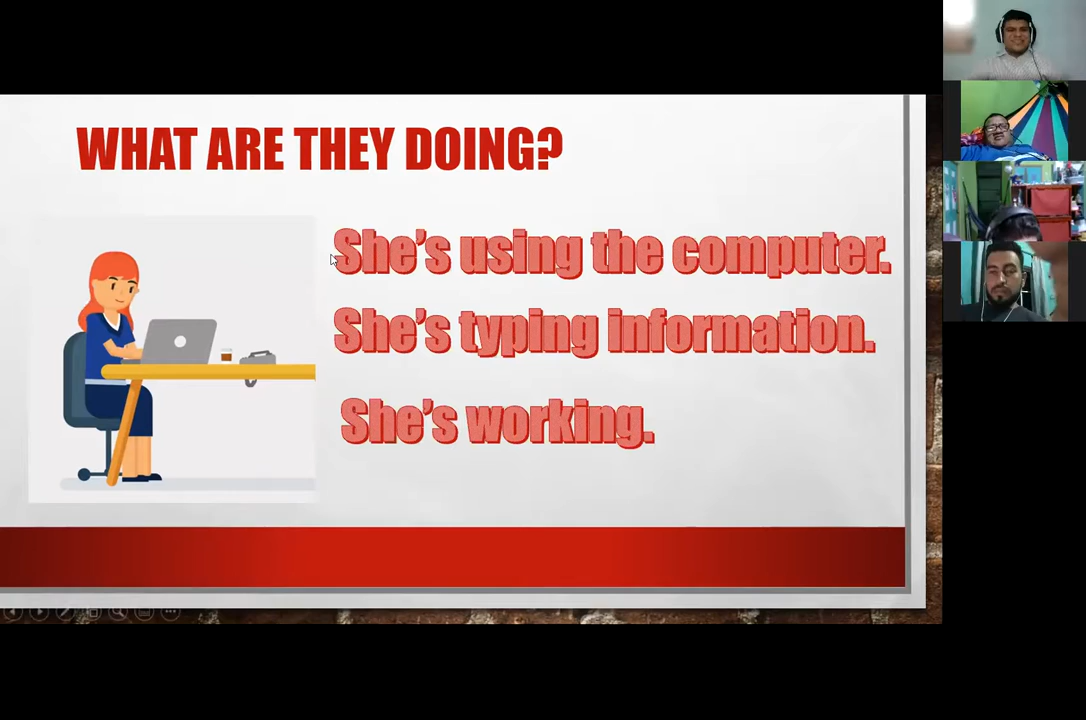 WHAT ARE THEY DOING?
She's using the computer.
She's typing information.
She's working.